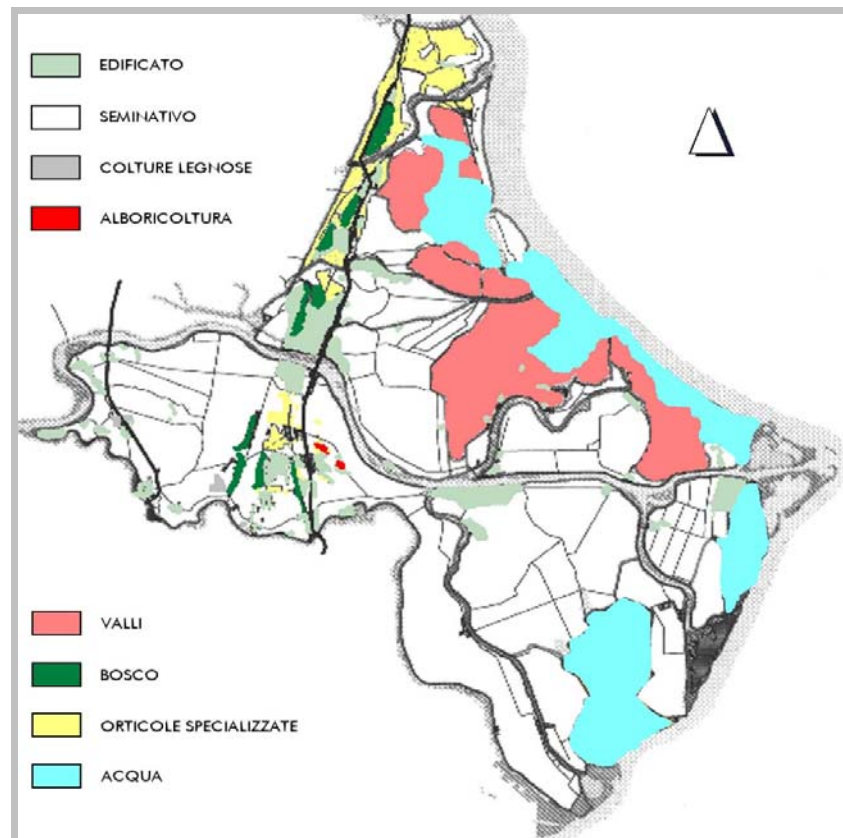 EDIFICATO
SEMINATIVO
COLTURE LEGNOSE
ALBORICOLTURA
VALLI
BOSCO
ORTICOLE SPECIALIZZATE
ACQUA